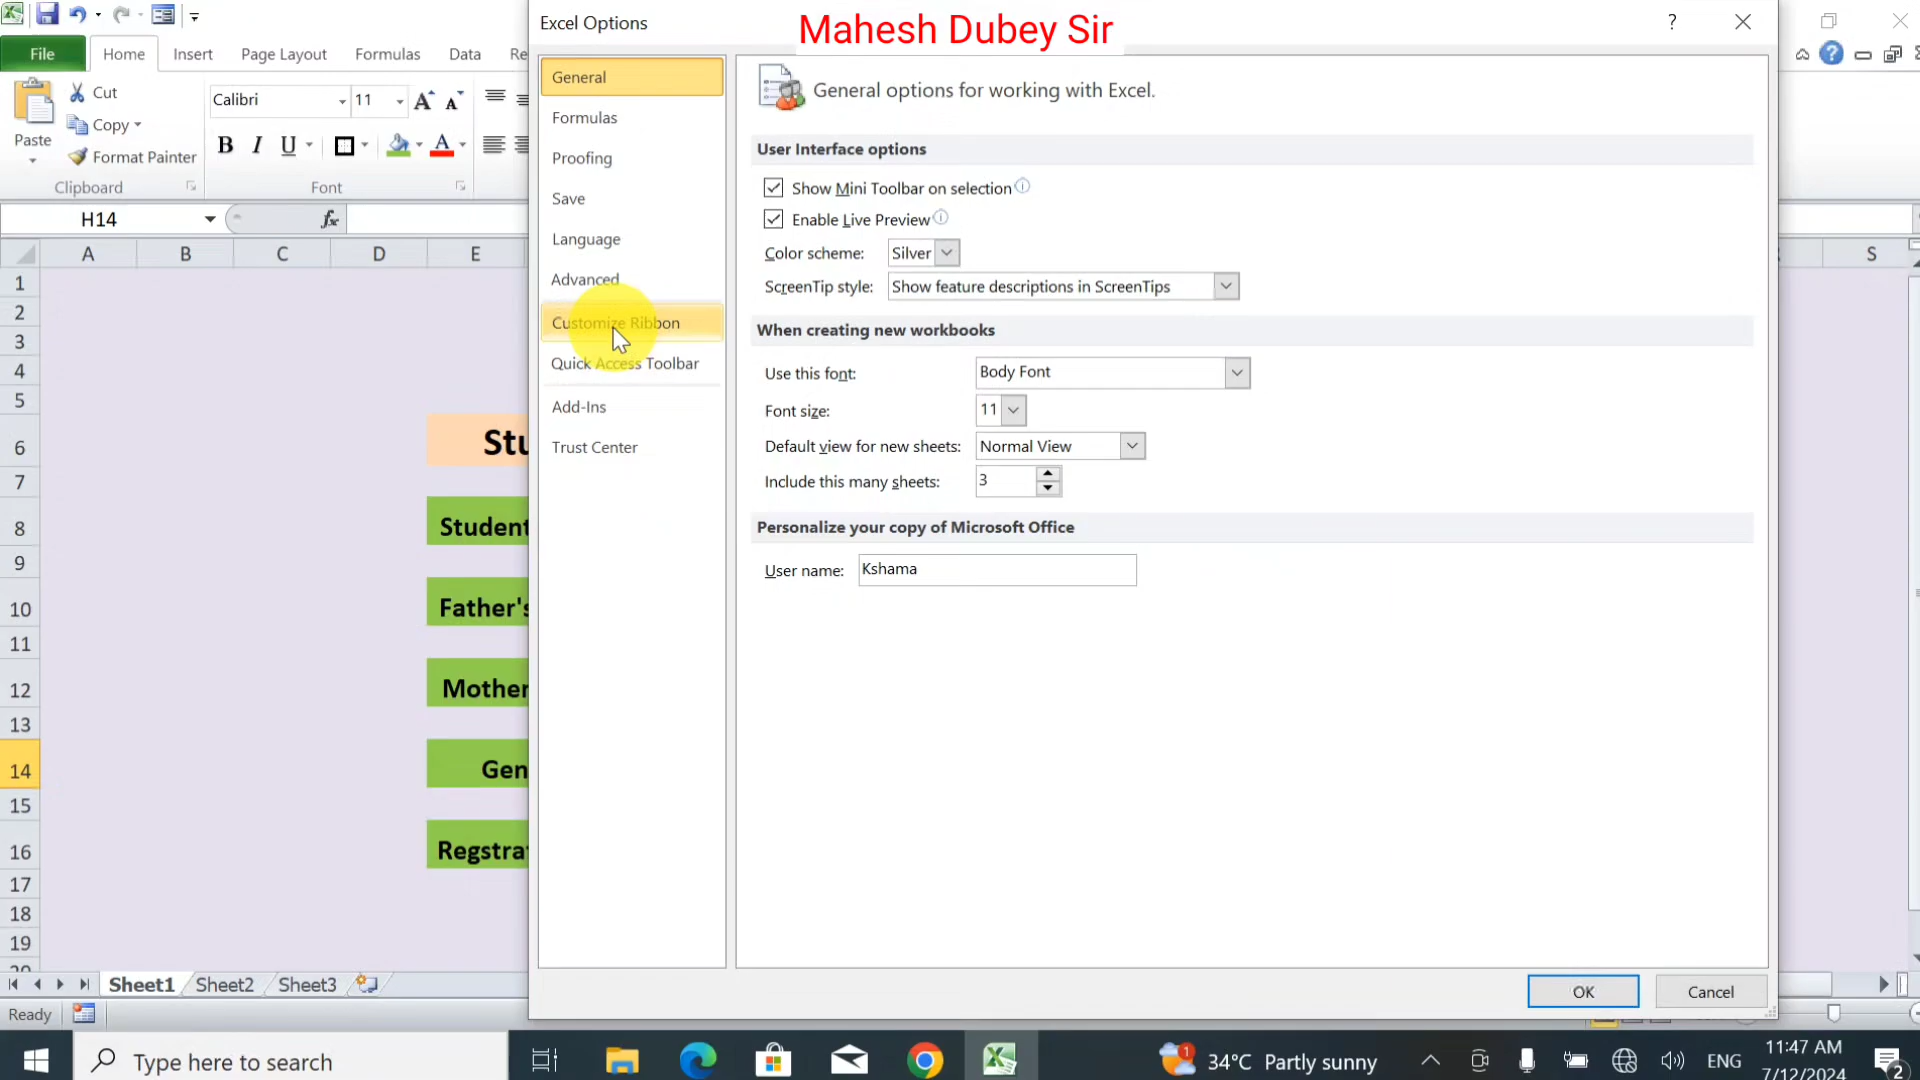 Excel Options
Mahesh Dubey Sir
?
File
Home
Insert
Page Layout
Formulas
Data
Re
Paste
Cut
Copy
Format Painter
Clipboard
Calibri
11
B I U
Font
H14
fx
A B C D E S
1
2
3
4
5
6
7
8
9
10
11
12
13
14
15
16
17
18
19
20
Stu
Student
Father's
Mother
Gen
Regstra
General
Formulas
Proofing
Save
Language
Advanced
Customize Ribbon
Quick Access Toolbar
Add-Ins
Trust Center
General options for working with Excel.
User Interface options
Show Mini Toolbar on selection
Enable Live Preview
Color scheme: Silver
ScreenTip style: Show feature descriptions in ScreenTips
When creating new workbooks
Use this font: Body Font
Font size: 11
Default view for new sheets: Normal View
Include this many sheets: 3
Personalize your copy of Microsoft Office
User name: Kshama
OK
Cancel
Sheet1
Sheet2
Sheet3
Ready
Type here to search
1
34°C Partly sunny
ENG
11:47 AM
7/12/2024
2